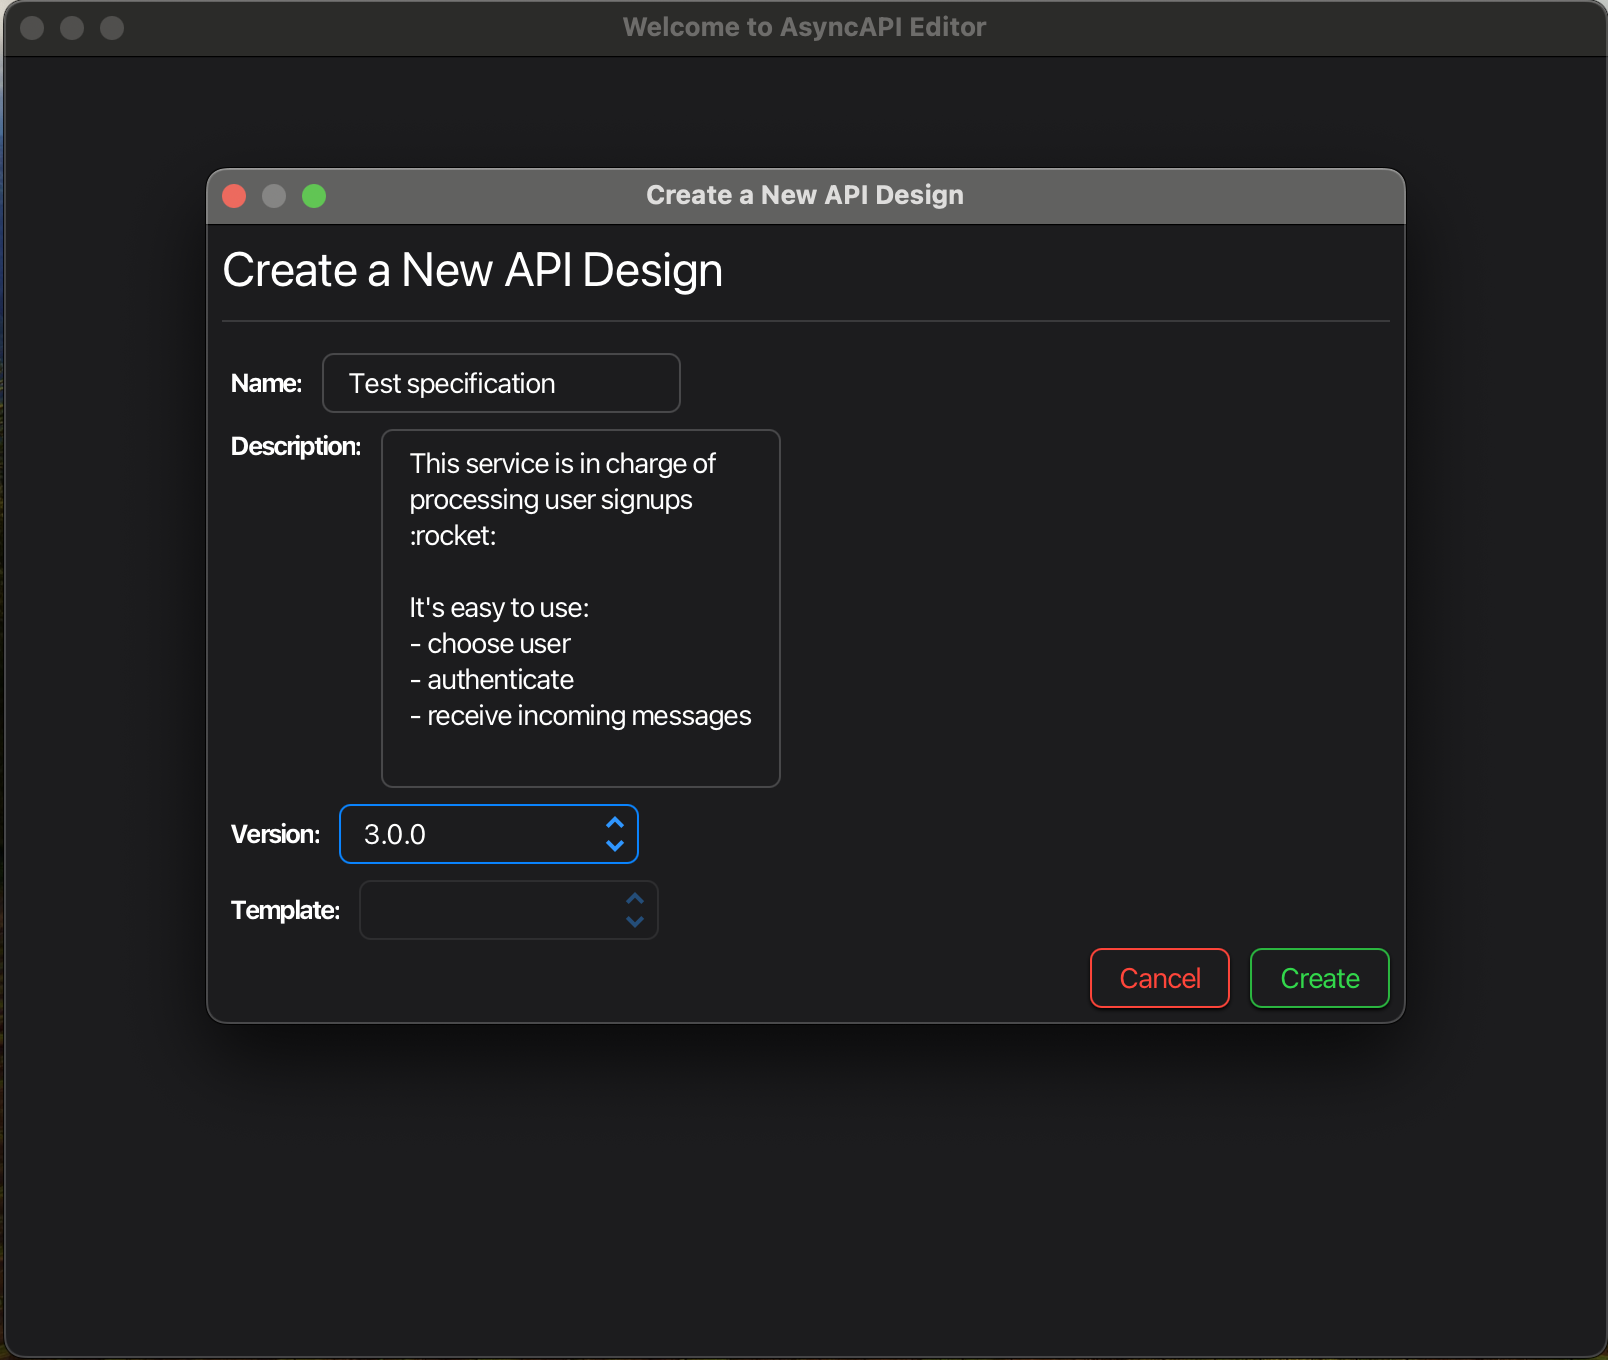 Welcome to AsyncAPI Editor
Create a New API Design
Create a New API Design
Name: Test specification
Description: This service is in charge of
processing user signups
:rocket:
It's easy to use:
- choose user
- authenticate
- receive incoming messages
Version: 3.0.0
Template:
Cancel Create